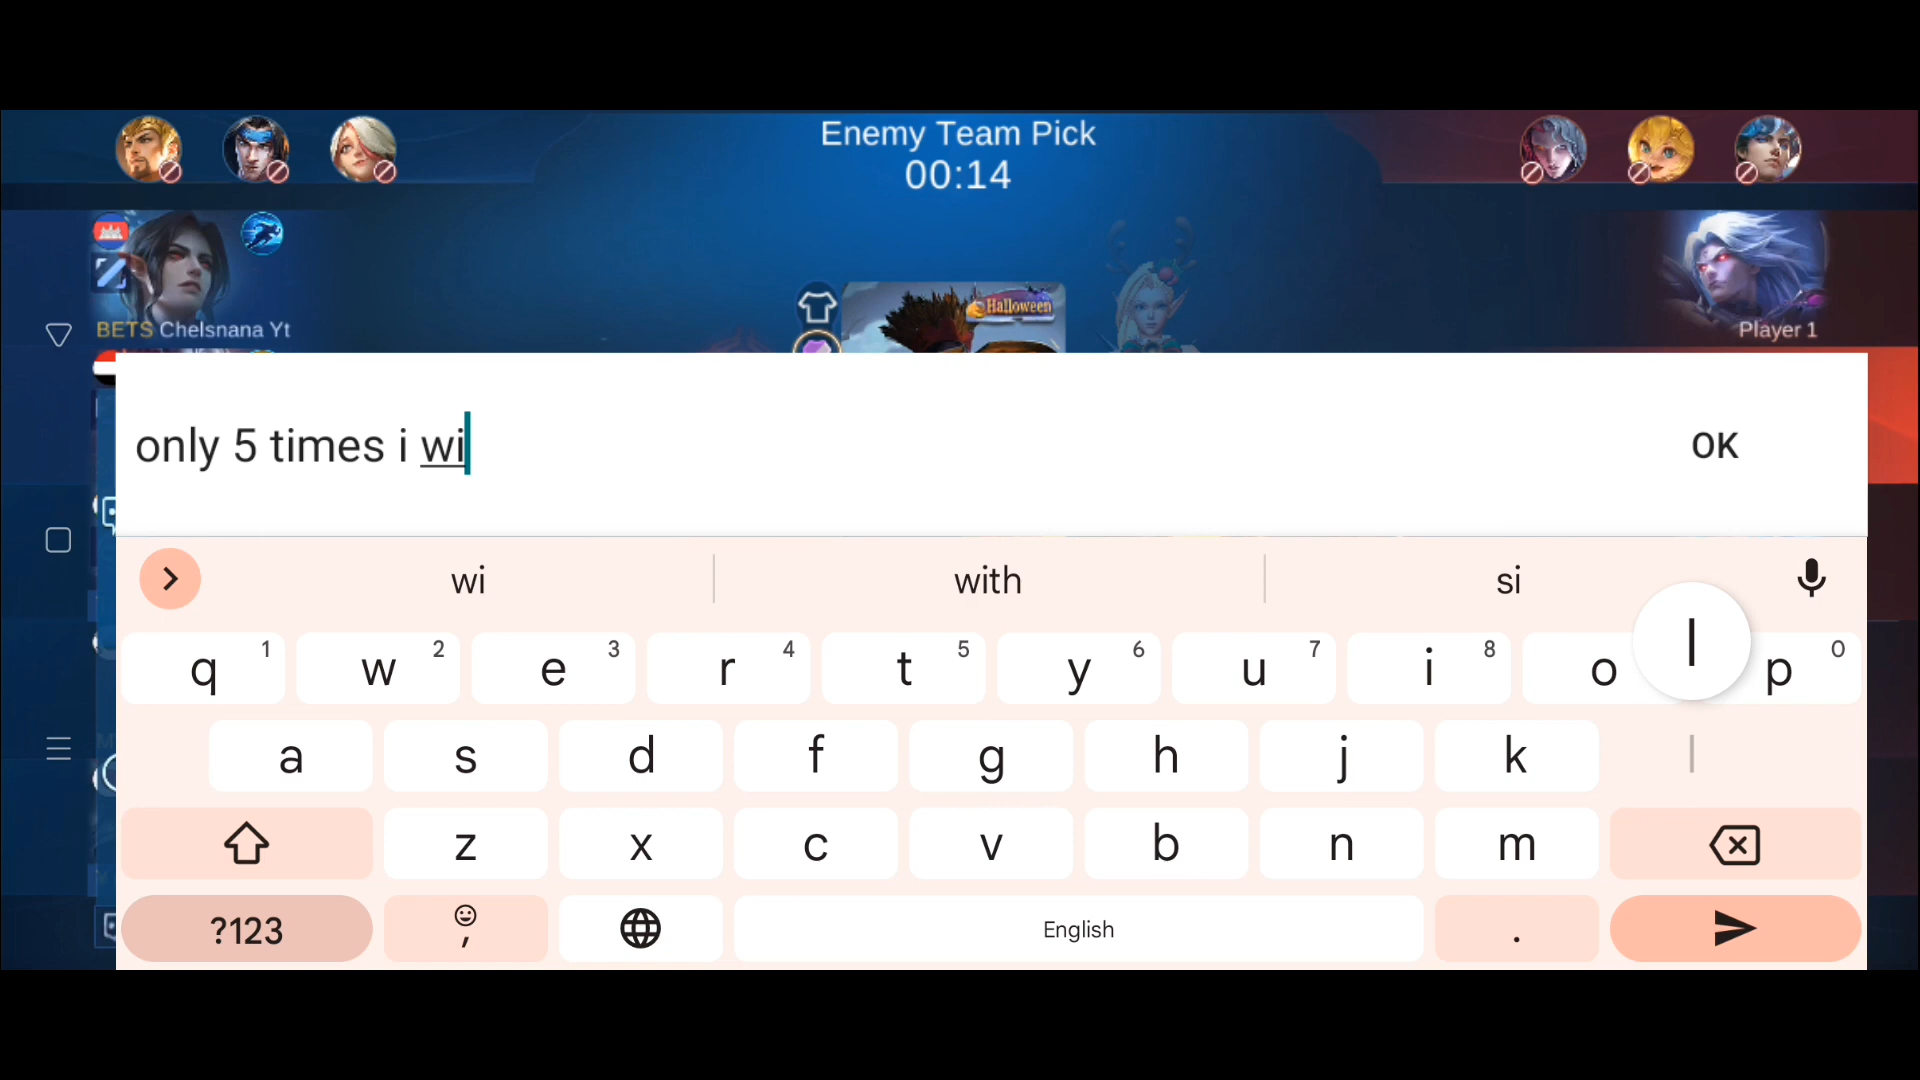 Enemy Team Pick
00:14
BETS Chelsnana Yt
Halloween
Player 1
only 5 times i wi
OK
wi with si
q 1 w 2 e 3 r 4 t 5 y 6 u 7 i 8 o l p 0
a s d f g h j k l
z x c v b n m
?123 , English .